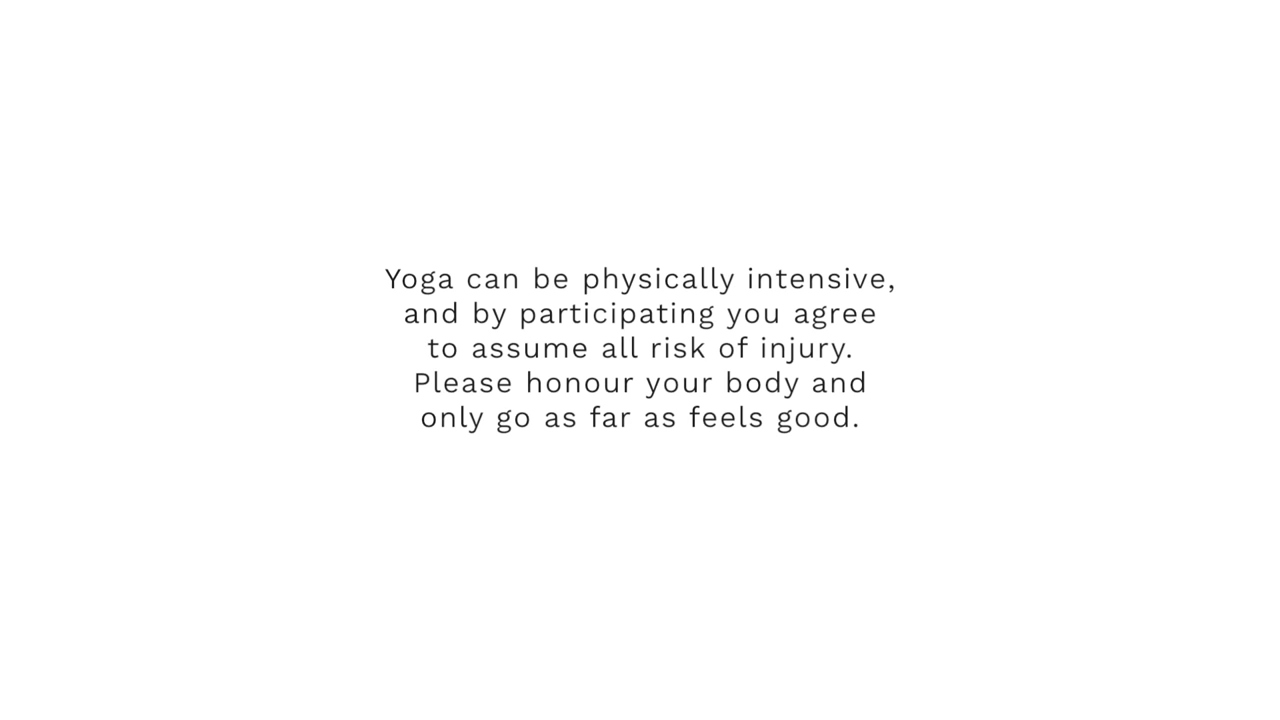 Yoga can be physically intensive,
and by participating you agree
to assume all risk of injury.
Please honour your body and
only go as far as feels good.